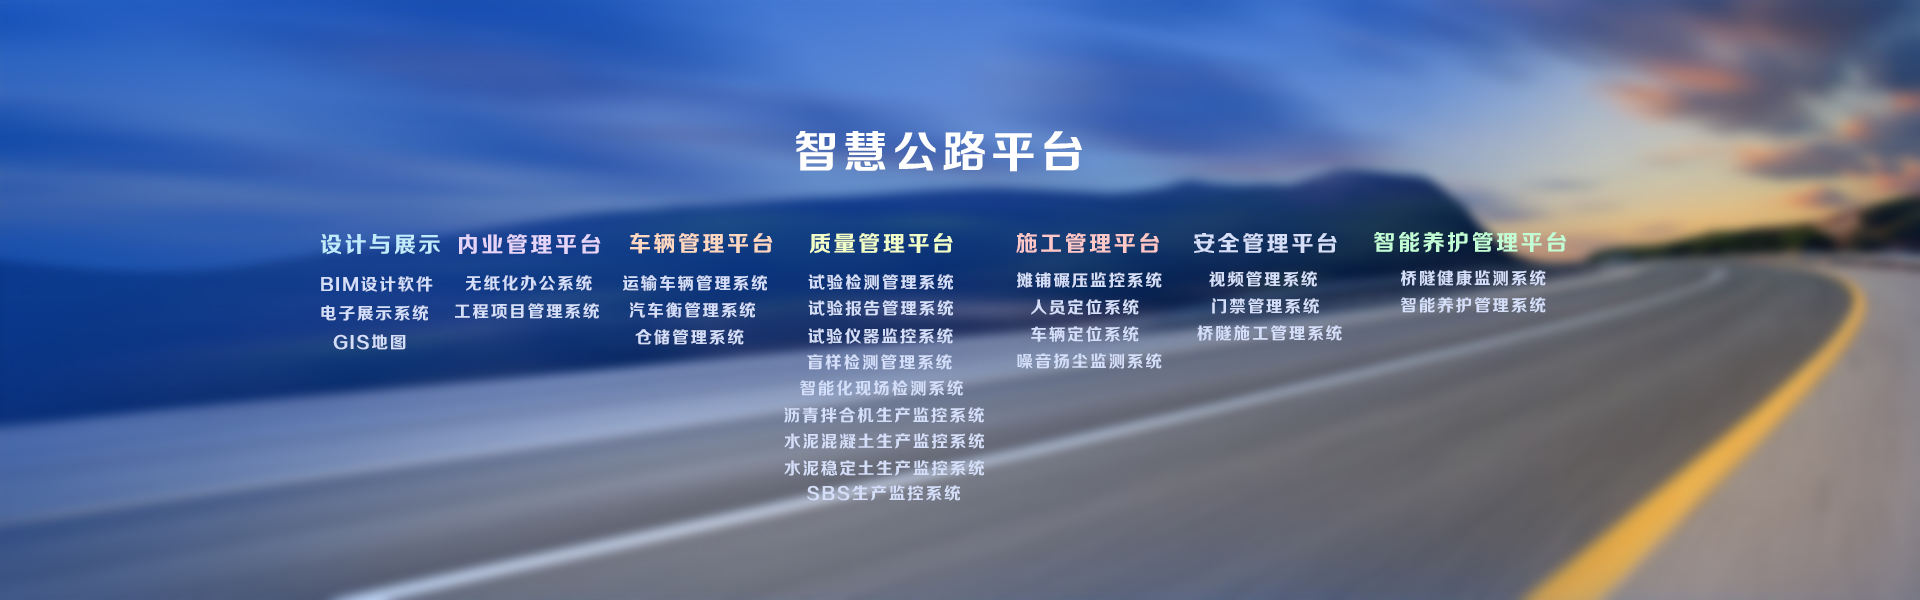 智慧公路平台
设计与展示
BIM设计软件
电子展示系统
GIS地图
内业管理平台
无纸化办公系统
工程项目管理系统
车辆管理平台
运输车辆管理系统
汽车衡管理系统
仓储管理系统
质量管理平台
试验检测管理系统
试验报告管理系统
试验仪器监控系统
盲样检测管理系统
智能化现场检测系统
沥青拌合机生产监控系统
水泥混凝土生产监控系统
水泥稳定土生产监控系统
SBS生产监控系统
施工管理平台
摊铺碾压监控系统
人员定位系统
车辆定位系统
噪音扬尘监测系统
安全管理平台
视频管理系统
门禁管理系统
桥隧施工管理系统
智能养护管理平台
桥隧健康监测系统
智能养护管理系统